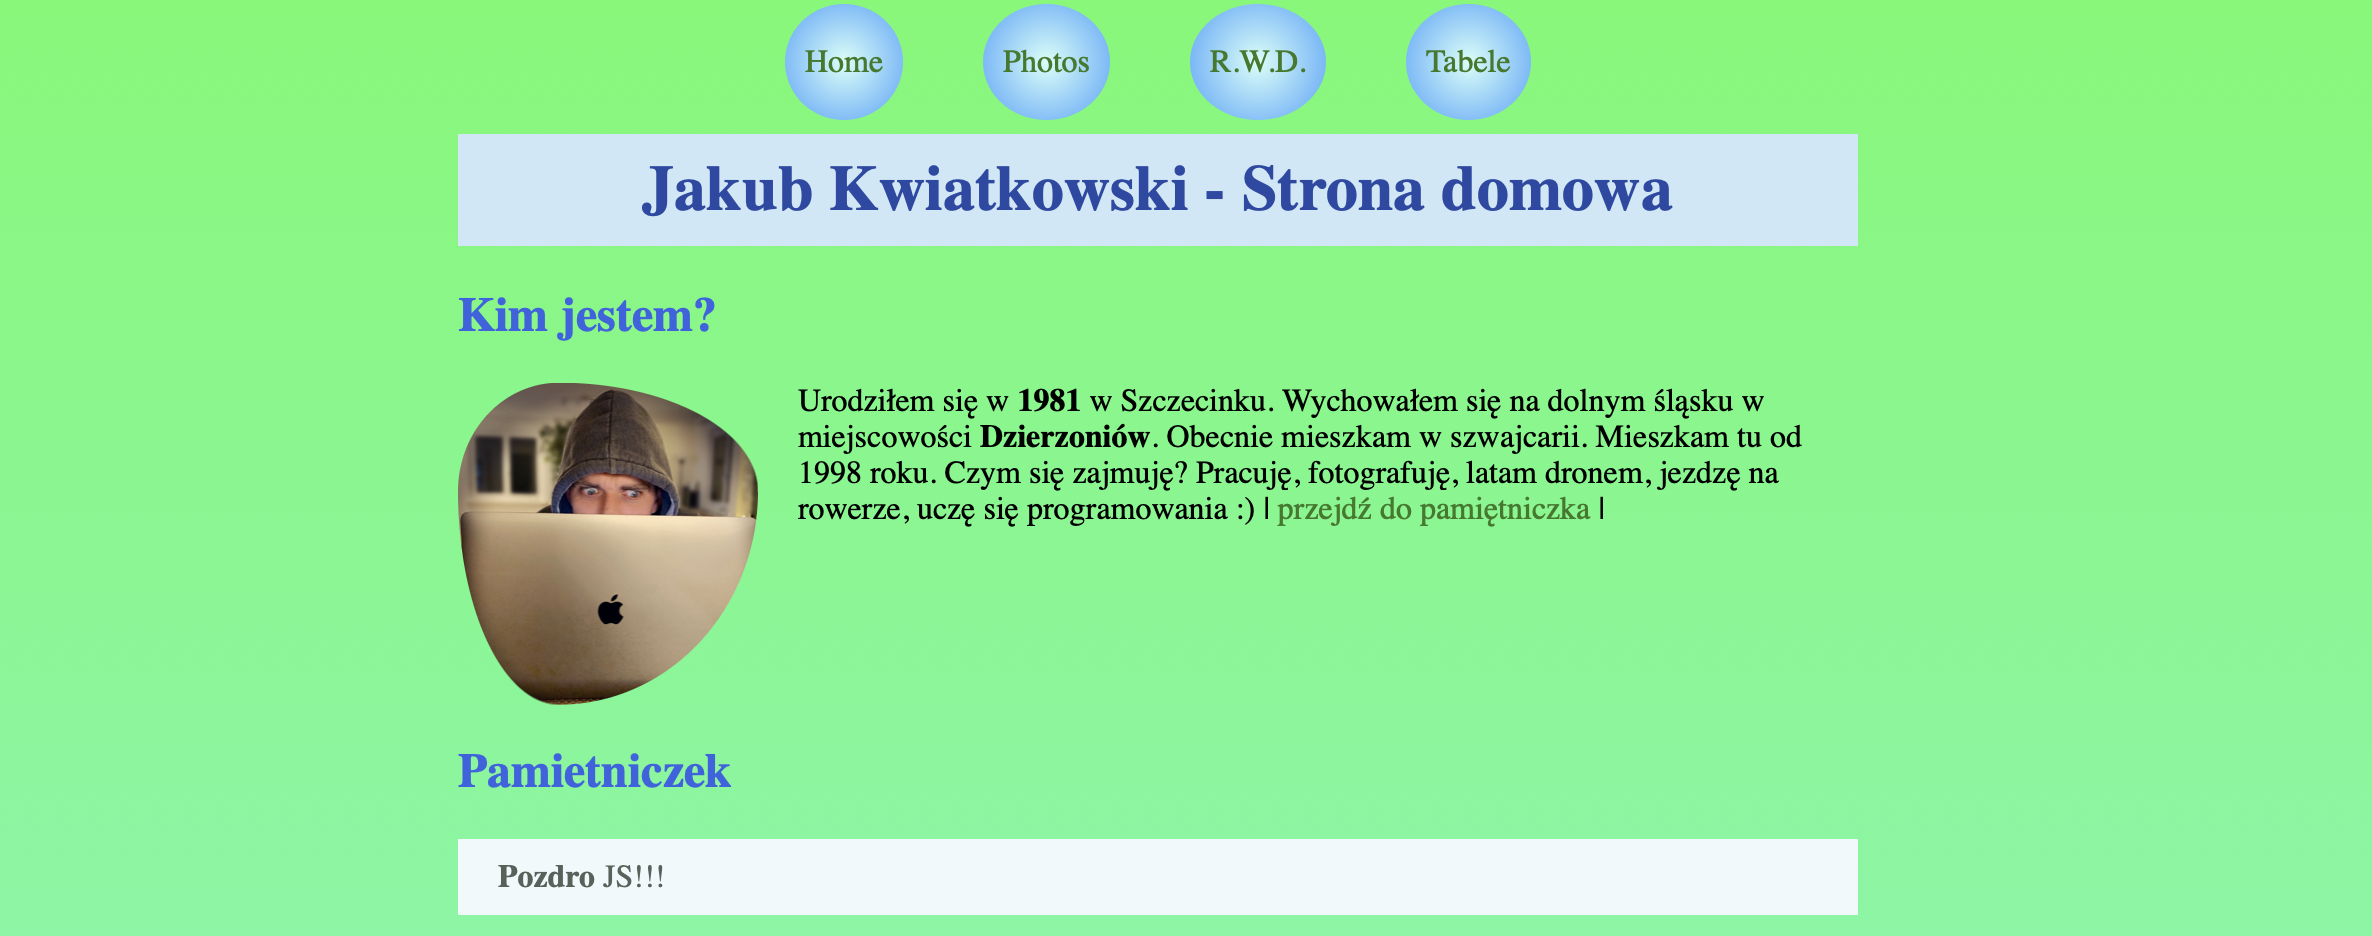 Home Photos R.W.D. Tabele
Jakub Kwiatkowski - Strona domowa
Kim jestem?
Urodziłem się w 1981 w Szczecinku. Wychowałem się na dolnym śląsku w
miejscowości Dzierzoniów. Obecnie mieszkam w szwajcarii. Mieszkam tu od
1998 roku. Czym się zajmuję? Pracuję, fotografuję, latam dronem, jezdzę na
rowerze, uczę się programowania :) | przejdź do pamiętniczka |
Pamietniczek
Pozdro JS!!!